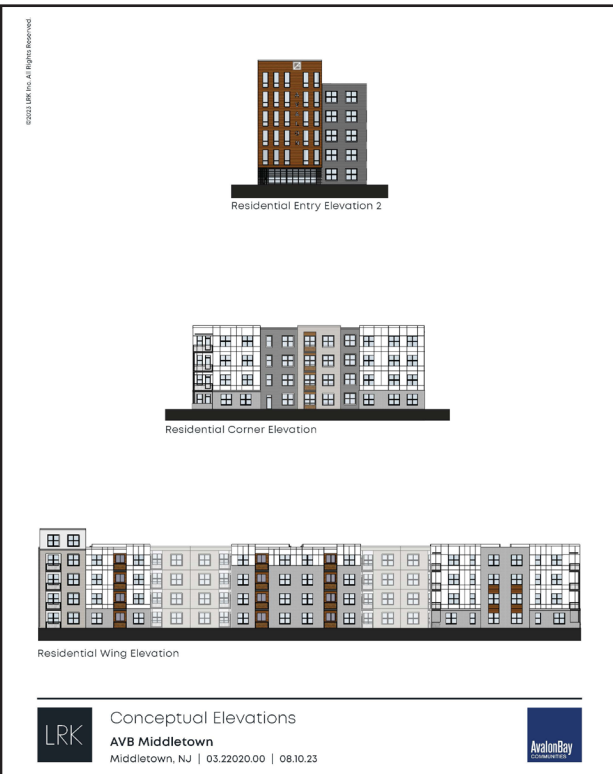 ©2023 LRK Inc. All Rights Reserved.
Residential Entry Elevation 2
Residential Corner Elevation
Residential Wing Elevation
LRK
Conceptual Elevations
AVB Middletown
Middletown, NJ | 03.22020.00 | 08.10.23
AvalonBay
COMMUNITIES